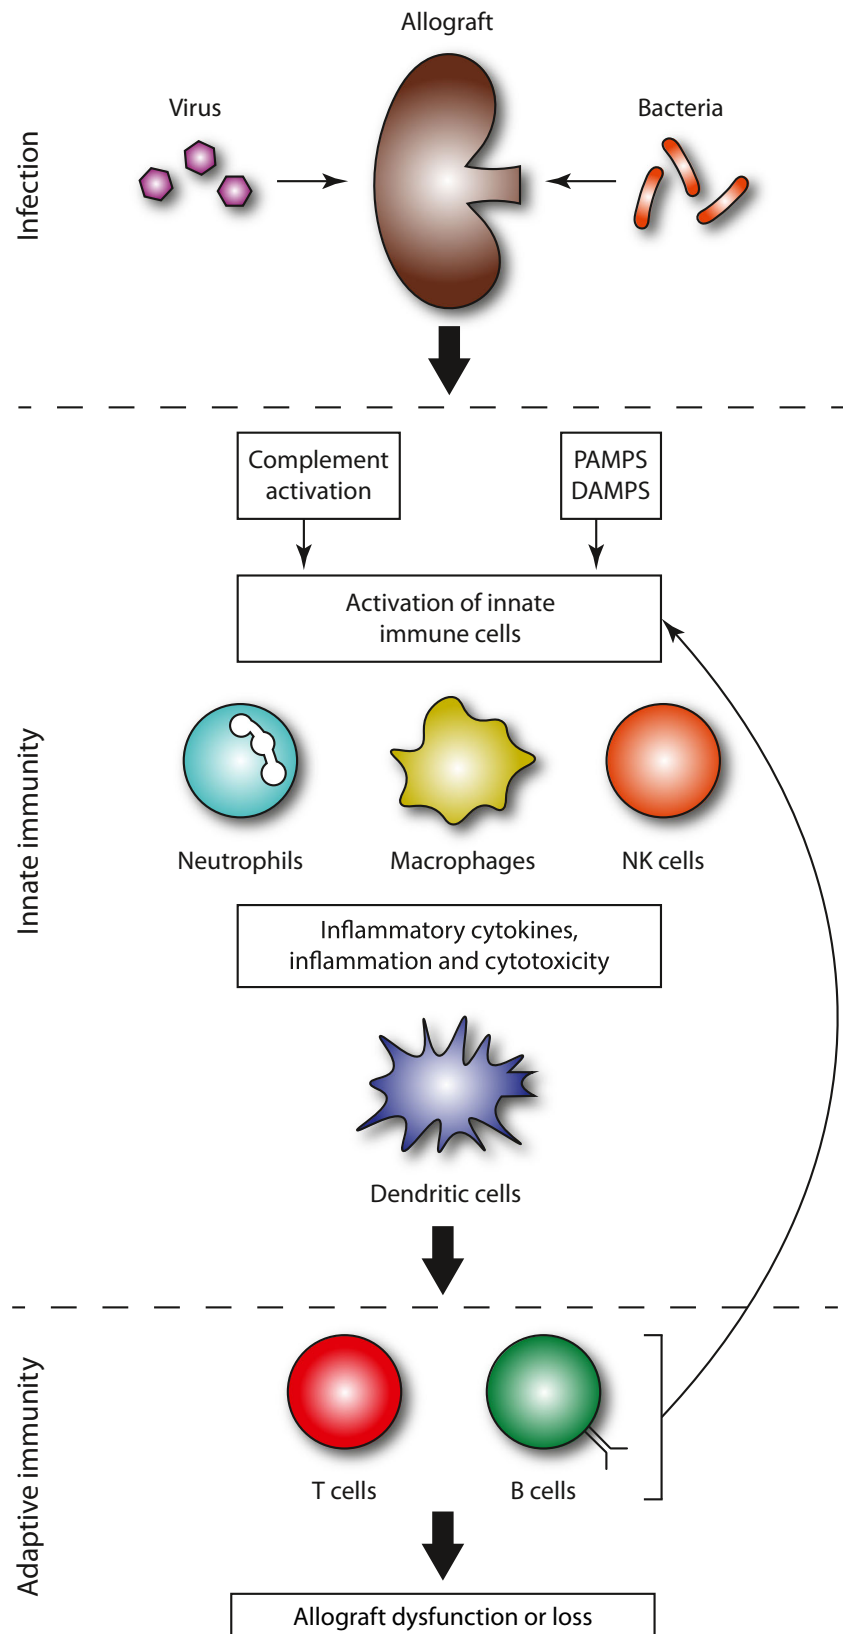 Allograft
Virus
Bacteria
Infection
Complement
activation
PAMPS
DAMPS
Activation of innate
immune cells
Innate immunity
Neutrophils
Macrophages
NK cells
Inflammatory cytokines,
inflammation and cytotoxicity
Dendritic cells
Adaptive immunity
T cells
B cells
Allograft dysfunction or loss